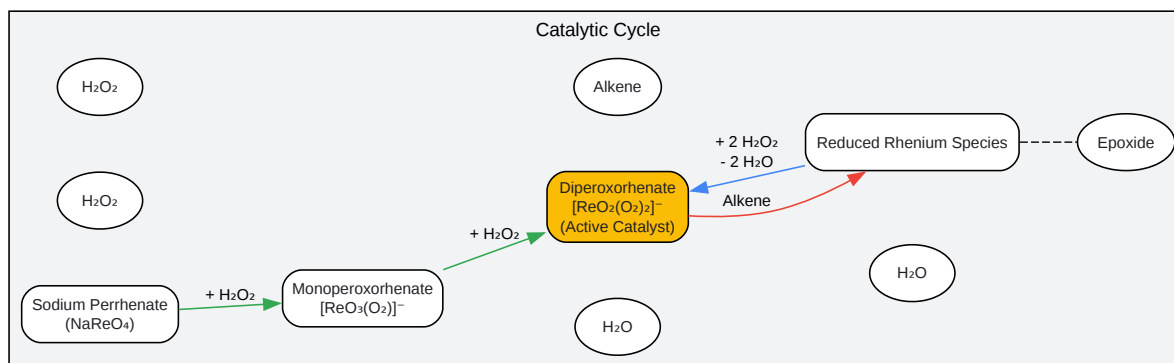 Catalytic Cycle
H₂O₂
Alkene
+ 2 H₂O₂
- 2 H₂O
Reduced Rhenium Species
Epoxide
H₂O₂
Diperoxorhenate
[ReO₂(O₂)₂]⁻
(Active Catalyst)
Alkene
+ H₂O₂
H₂O
+ H₂O₂
Monoperoxorhenate
[ReO₃(O₂)]⁻
Sodium Perrhenate
(NaReO₄)
H₂O